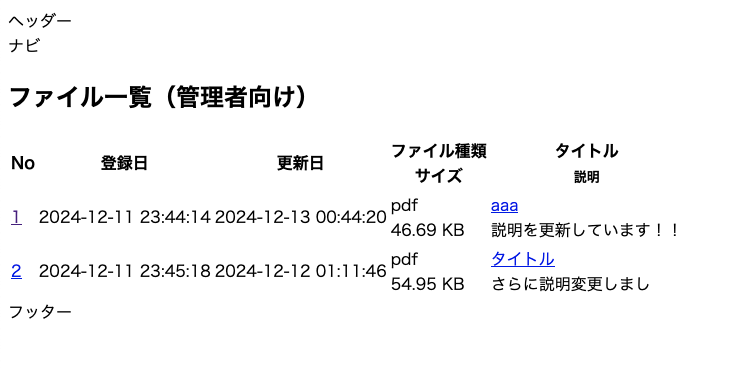 ヘッダー
ナビ
ファイル一覧（管理者向け）
No 登録日 更新日 ファイル種類 タイトル
サイズ 説明
1 2024-12-11 23:44:14 2024-12-13 00:44:20 pdf aaa
46.69 KB 説明を更新しています！！
2 2024-12-11 23:45:18 2024-12-12 01:11:46 pdf タイトル
54.95 KB さらに説明変更しまし
フッター